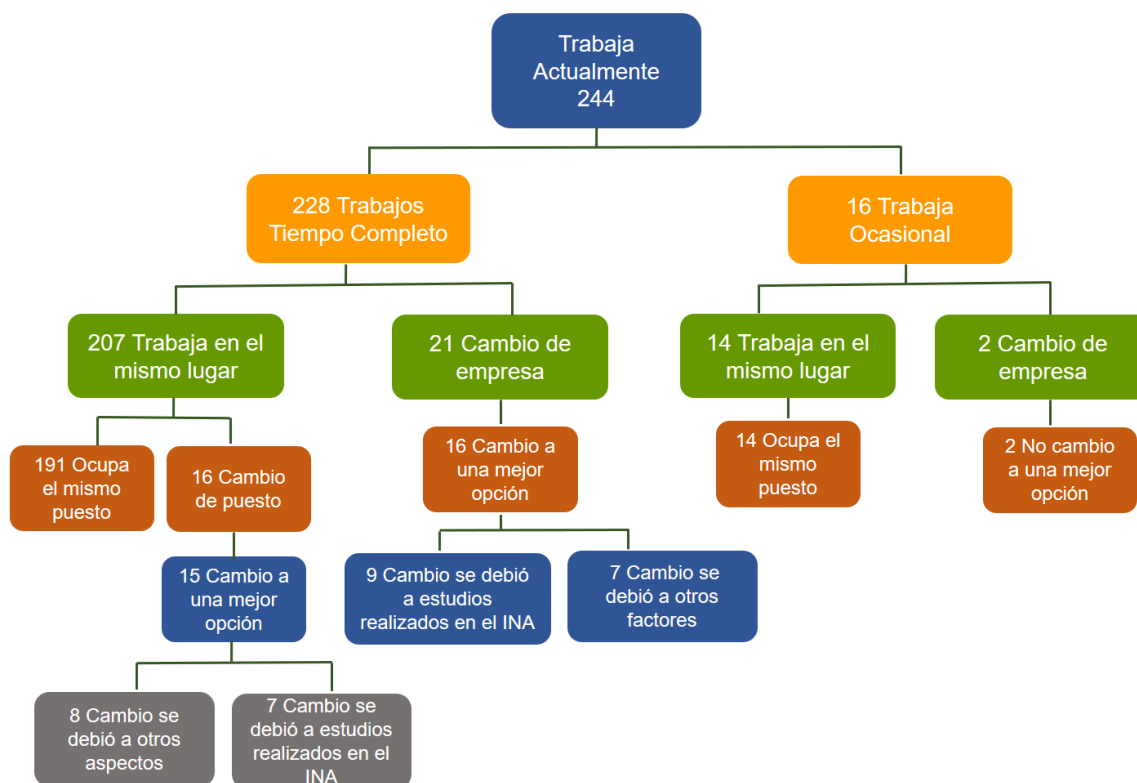 Trabaja
Actualmente
244
228 Trabajos
Tiempo Completo
16 Trabaja
Ocasional
207 Trabaja en el
mismo lugar
21 Cambio de
empresa
14 Trabaja en el
mismo lugar
2 Cambio de
empresa
191 Ocupa
el mismo
puesto
16 Cambio
de puesto
16 Cambio a
una mejor
opción
14 Ocupa el
mismo
puesto
2 No cambio
a una mejor
opción
15 Cambio a
una mejor
opción
9 Cambio se debió
a estudios
realizados en el INA
7 Cambio se
debió a otros
factores
8 Cambio se
debió a otros
aspectos
7 Cambio se
debió a estudios
realizados en el
INA